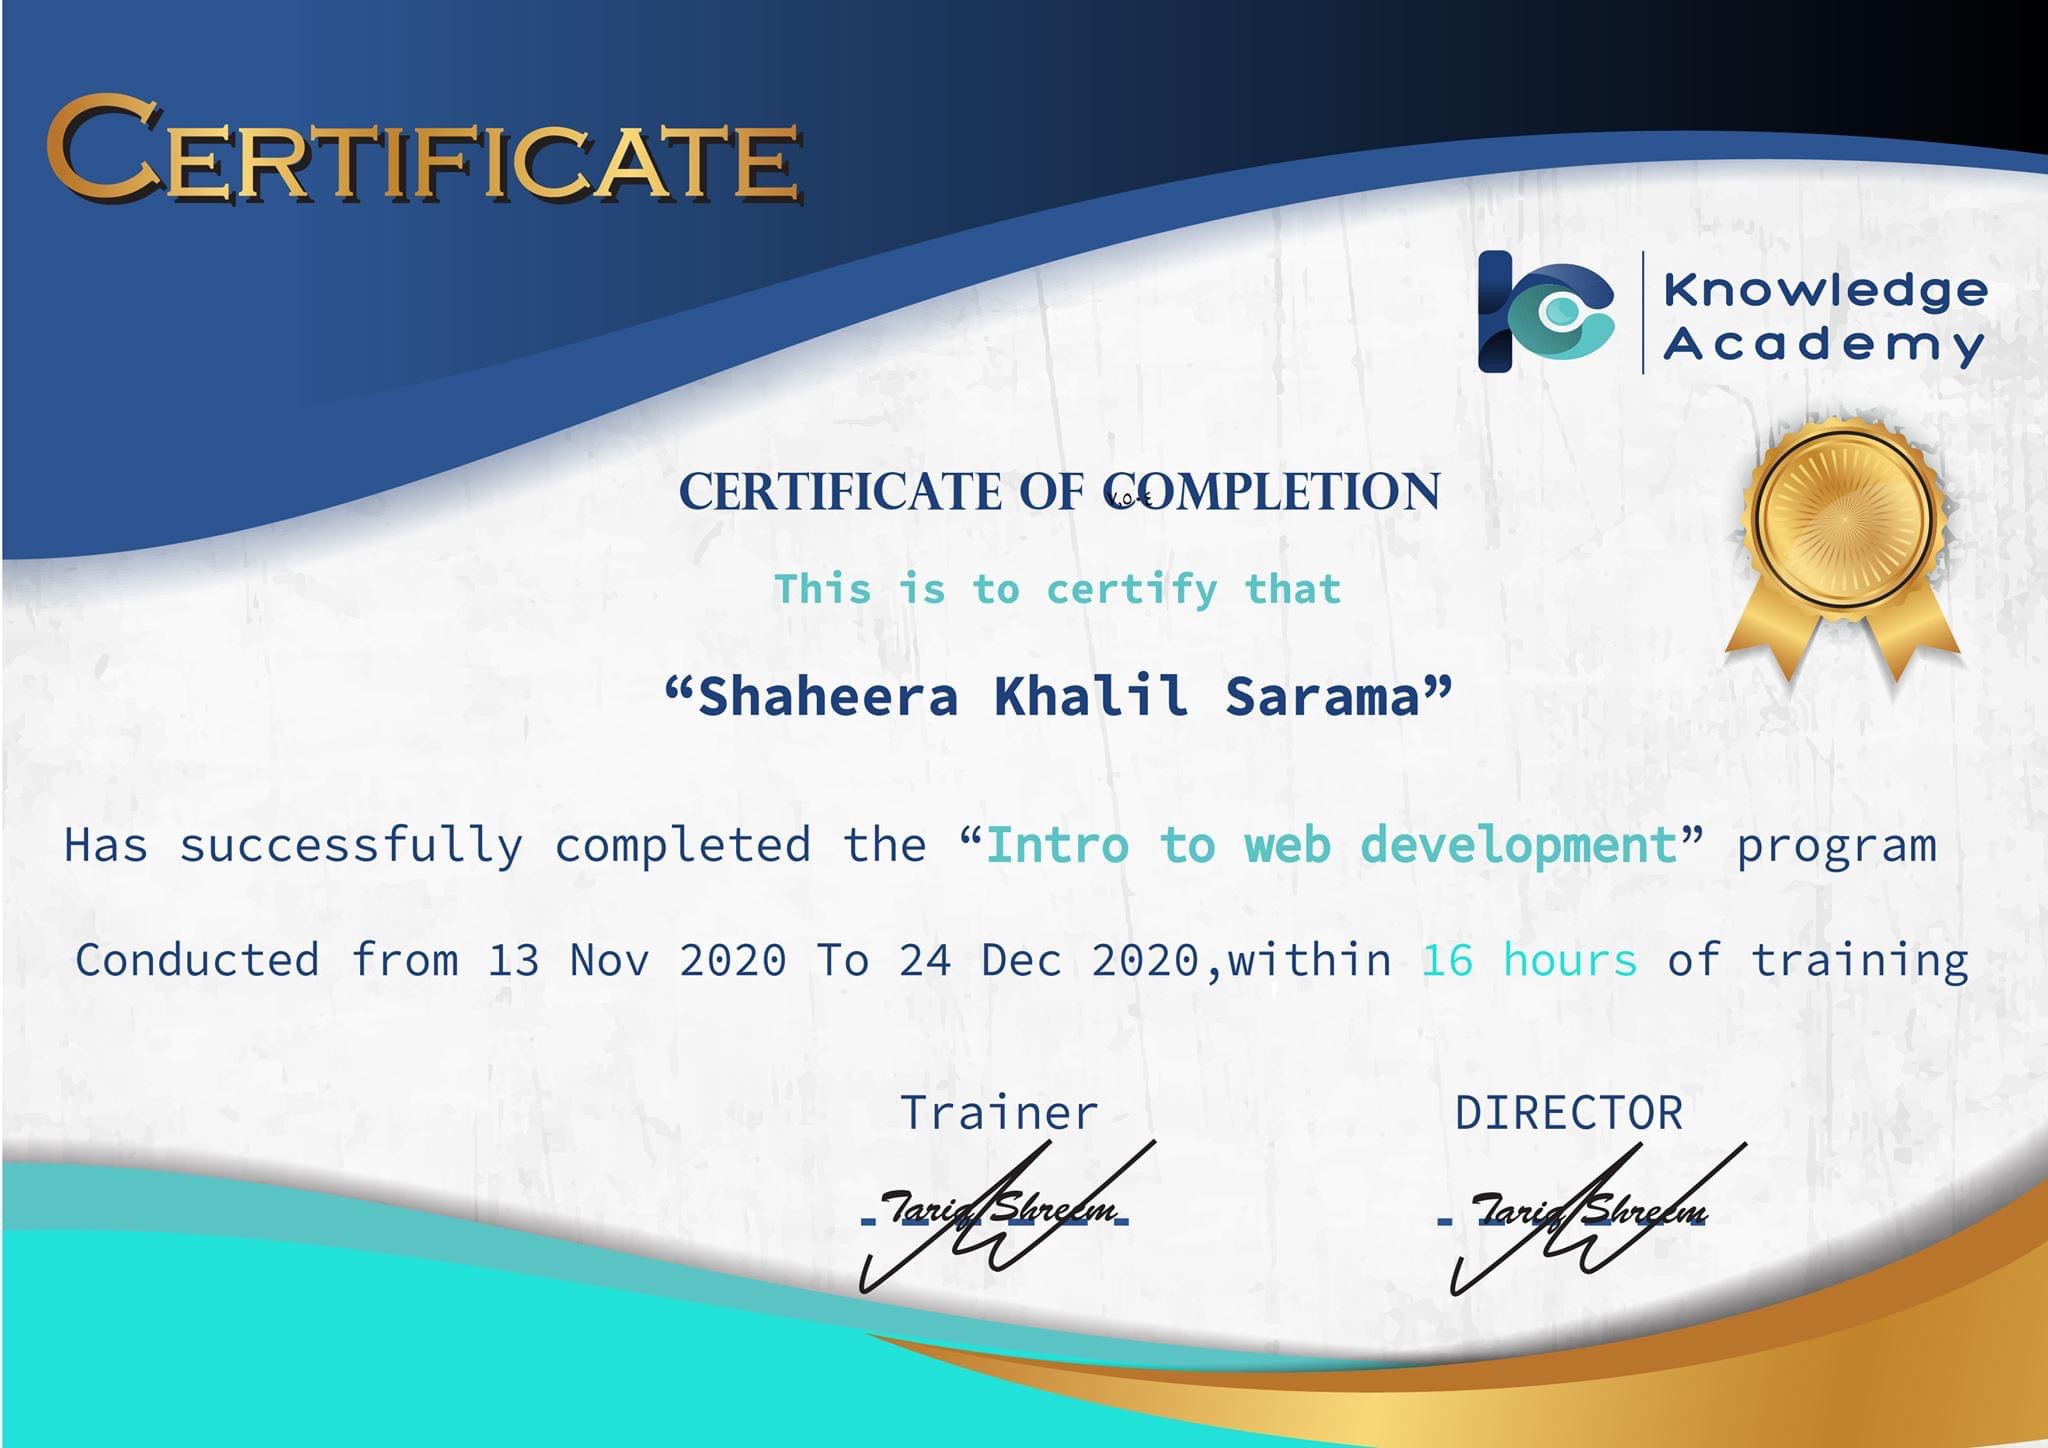 CERTIFICATE
Knowledge
Academy
CERTIFICATE OF COMPLETION
This is to certify that
“Shaheera Khalil Sarama”
Has successfully completed the “Intro to web development” program
Conducted from 13 Nov 2020 To 24 Dec 2020,within 16 hours of training
Trainer DIRECTOR
Tariq Shreem Tariq Shreem